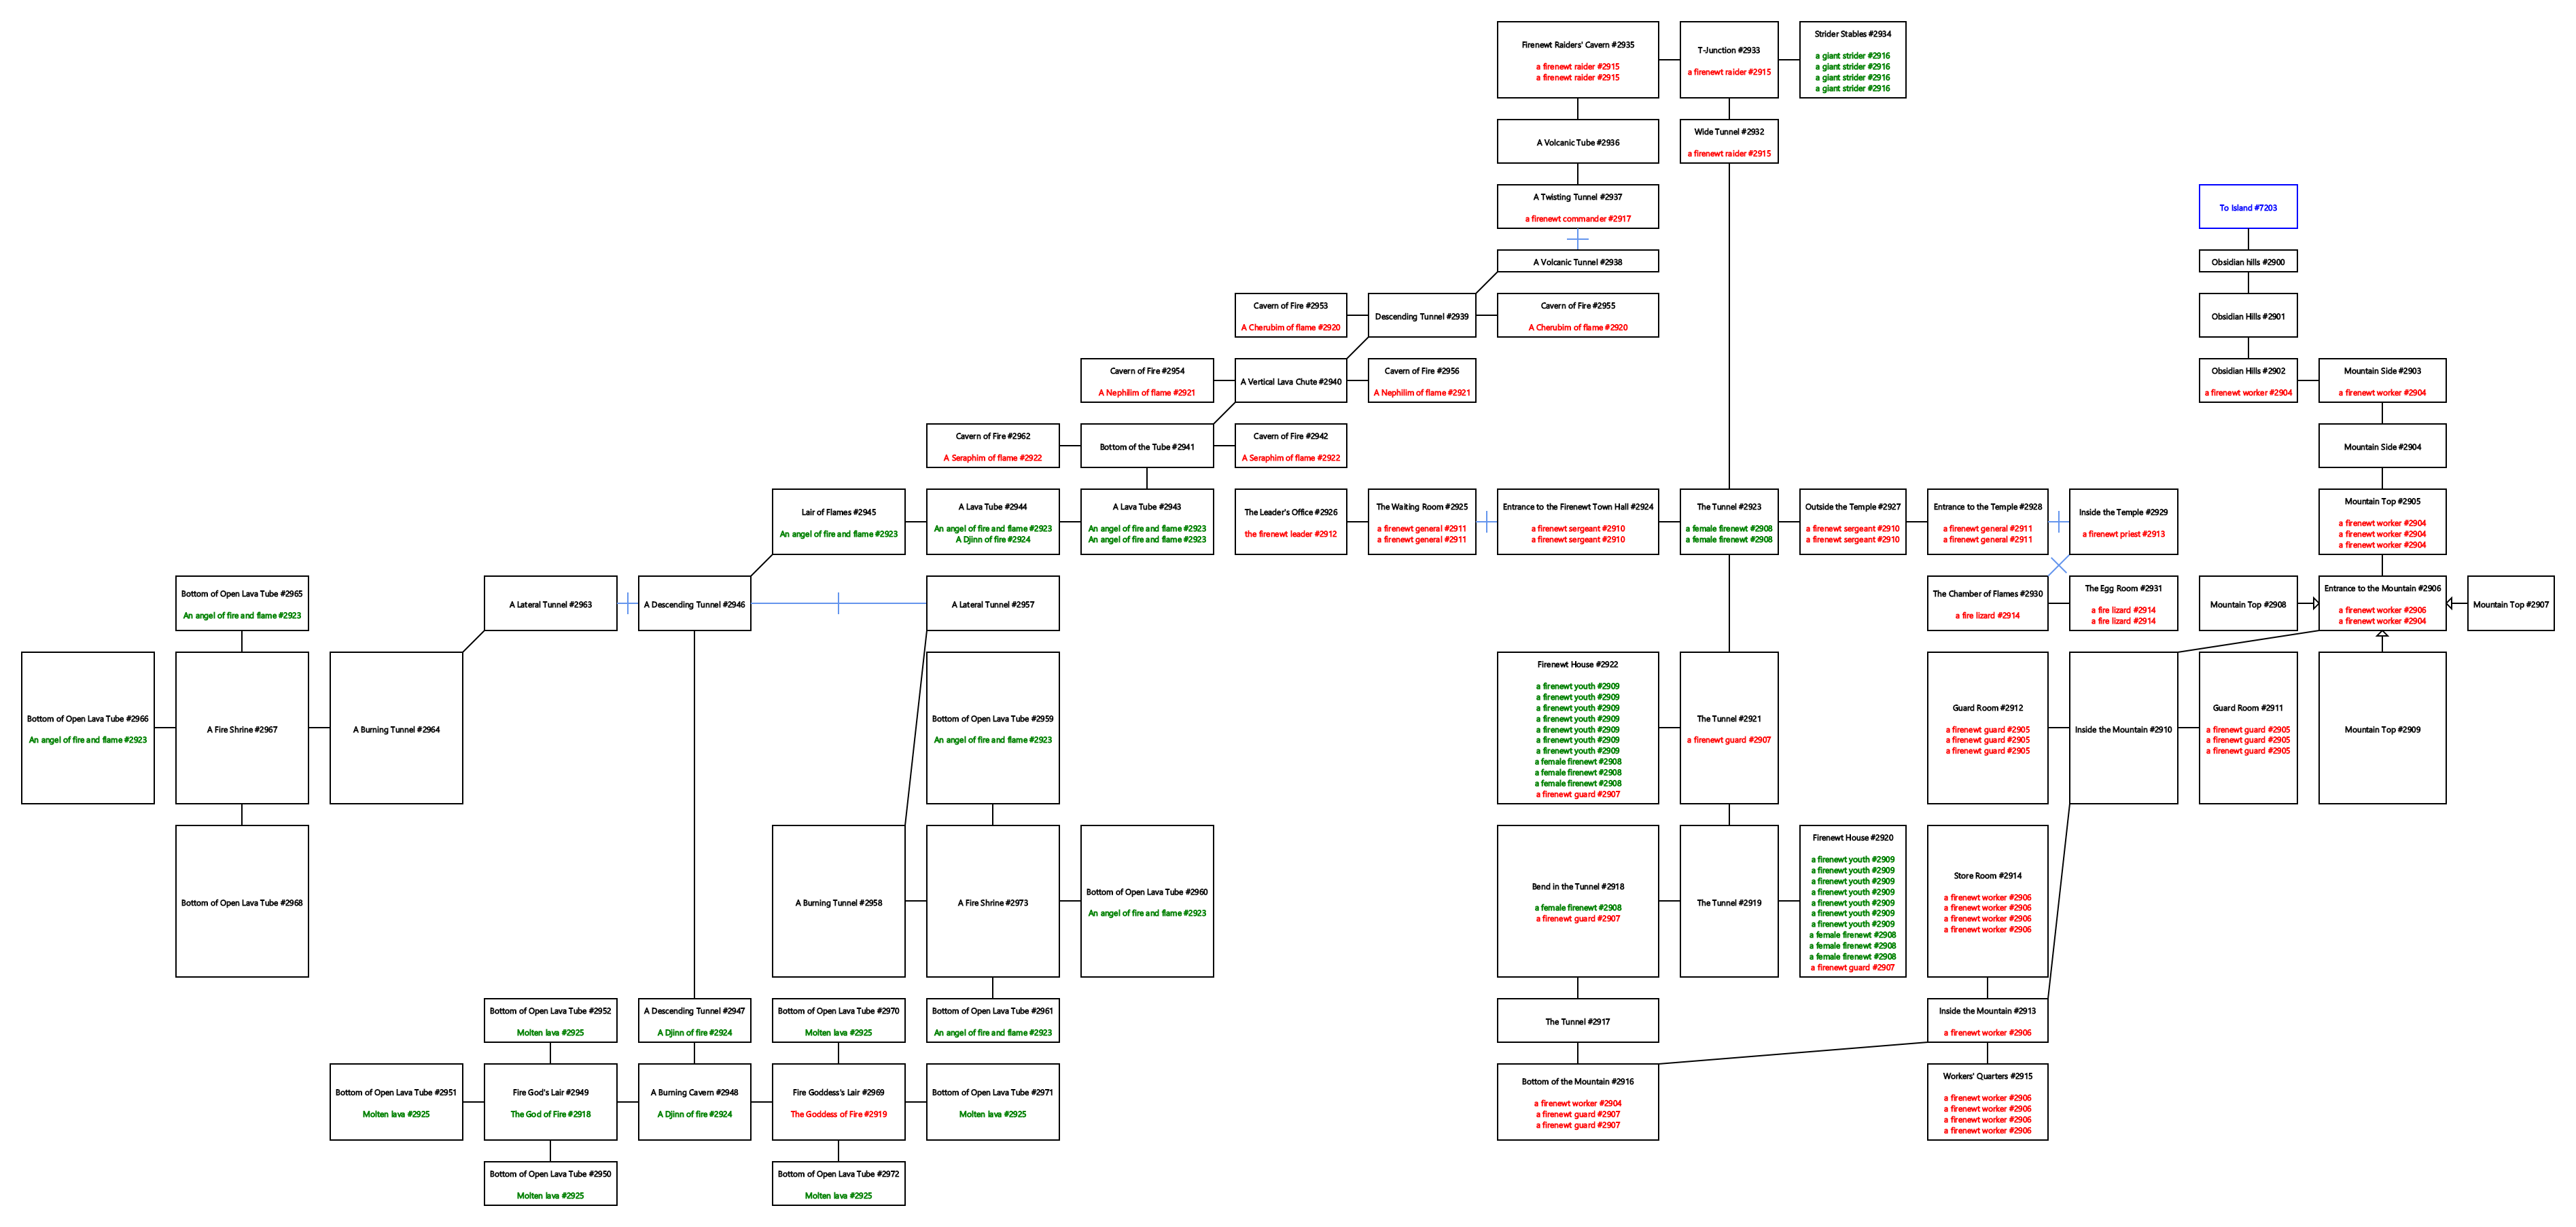 Firenewt Raiders' Cavern #2935
a firenewt raider #2915
a firenewt raider #2915
T-Junction #2933
a firenewt raider #2915
Strider Stables #2934
a giant strider #2916
a giant strider #2916
a giant strider #2916
a giant strider #2916
A Volcanic Tube #2936
Wide Tunnel #2932
a firenewt raider #2915
A Twisting Tunnel #2937
a firenewt commander #2917
To Island #7203
A Volcanic Tunnel #2938
Obsidian hills #2900
Cavern of Fire #2953
A Cherubim of flame #2920
Descending Tunnel #2939
Cavern of Fire #2955
A Cherubim of flame #2920
Obsidian Hills #2901
Cavern of Fire #2954
A Nephilim of flame #2921
A Vertical Lava Chute #2940
Cavern of Fire #2956
A Nephilim of flame #2921
Obsidian Hills #2902
a firenewt worker #2904
Mountain Side #2903
a firenewt worker #2904
Cavern of Fire #2962
A Seraphim of flame #2922
Bottom of the Tube #2941
Cavern of Fire #2942
A Seraphim of flame #2922
Mountain Side #2904
Lair of Flames #2945
An angel of fire and flame #2923
A Lava Tube #2944
An angel of fire and flame #2923
A Djinn of fire #2924
A Lava Tube #2943
An angel of fire and flame #2923
An angel of fire and flame #2923
The Leader's Office #2926
the firenewt leader #2912
The Waiting Room #2925
a firenewt general #2911
a firenewt general #2911
Entrance to the Firenewt Town Hall #2924
a firenewt sergeant #2910
a firenewt sergeant #2910
The Tunnel #2923
a female firenewt #2908
a female firenewt #2908
Outside the Temple #2927
a firenewt sergeant #2910
a firenewt sergeant #2910
Entrance to the Temple #2928
a firenewt general #2911
a firenewt general #2911
Inside the Temple #2929
a firenewt priest #2913
Mountain Top #2905
a firenewt worker #2904
a firenewt worker #2904
a firenewt worker #2904
Bottom of Open Lava Tube #2965
An angel of fire and flame #2923
A Lateral Tunnel #2963
A Descending Tunnel #2946
A Lateral Tunnel #2957
The Chamber of Flames #2930
a fire lizard #2914
The Egg Room #2931
a fire lizard #2914
a fire lizard #2914
Mountain Top #2908
Entrance to the Mountain #2906
a firenewt worker #2906
a firenewt worker #2904
Mountain Top #2907
Bottom of Open Lava Tube #2966
An angel of fire and flame #2923
A Fire Shrine #2967
A Burning Tunnel #2964
Bottom of Open Lava Tube #2959
An angel of fire and flame #2923
Firenewt House #2922
a firenewt youth #2909
a firenewt youth #2909
a firenewt youth #2909
a firenewt youth #2909
a firenewt youth #2909
a firenewt youth #2909
a firenewt youth #2909
a female firenewt #2908
a female firenewt #2908
a female firenewt #2908
a firenewt guard #2907
The Tunnel #2921
a firenewt guard #2907
Guard Room #2912
a firenewt guard #2905
a firenewt guard #2905
a firenewt guard #2905
Inside the Mountain #2910
Guard Room #2911
a firenewt guard #2905
a firenewt guard #2905
a firenewt guard #2905
Mountain Top #2909
Bottom of Open Lava Tube #2968
A Burning Tunnel #2958
A Fire Shrine #2973
Bottom of Open Lava Tube #2960
An angel of fire and flame #2923
Bend in the Tunnel #2918
a female firenewt #2908
a firenewt guard #2907
The Tunnel #2919
Firenewt House #2920
a firenewt youth #2909
a firenewt youth #2909
a firenewt youth #2909
a firenewt youth #2909
a firenewt youth #2909
a firenewt youth #2909
a firenewt youth #2909
a female firenewt #2908
a female firenewt #2908
a female firenewt #2908
a firenewt guard #2907
Store Room #2914
a firenewt worker #2906
a firenewt worker #2906
a firenewt worker #2906
a firenewt worker #2906
Bottom of Open Lava Tube #2952
Molten lava #2925
A Descending Tunnel #2947
A Djinn of fire #2924
Bottom of Open Lava Tube #2970
Molten lava #2925
Bottom of Open Lava Tube #2961
An angel of fire and flame #2923
The Tunnel #2917
Inside the Mountain #2913
a firenewt worker #2906
Bottom of Open Lava Tube #2951
Molten lava #2925
Fire God's Lair #2949
The God of Fire #2918
A Burning Cavern #2948
A Djinn of fire #2924
Fire Goddess's Lair #2969
The Goddess of Fire #2919
Bottom of Open Lava Tube #2971
Molten lava #2925
Bottom of the Mountain #2916
a firenewt worker #2904
a firenewt guard #2907
a firenewt guard #2907
Workers' Quarters #2915
a firenewt worker #2906
a firenewt worker #2906
a firenewt worker #2906
a firenewt worker #2906
Bottom of Open Lava Tube #2950
Molten lava #2925
Bottom of Open Lava Tube #2972
Molten lava #2925